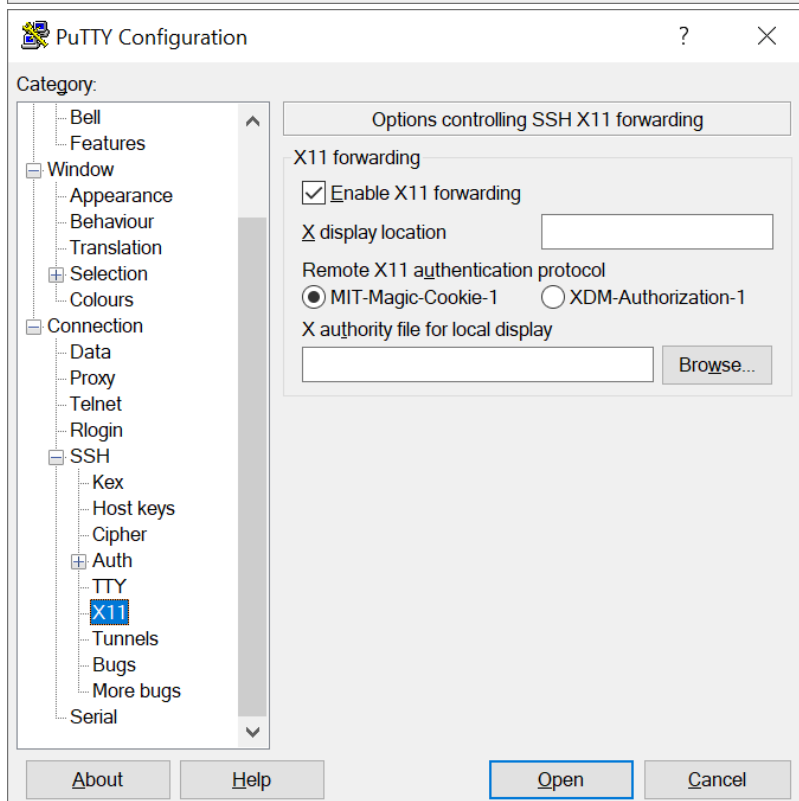 PuTTY Configuration
?
Category:
Bell
Features
Window
Appearance
Behaviour
Translation
Selection
Colours
Connection
Data
Proxy
Telnet
Rlogin
SSH
Kex
Host keys
Cipher
Auth
TTY
X11
Tunnels
Bugs
More bugs
Serial
Options controlling SSH X11 forwarding
X11 forwarding
Enable X11 forwarding
X display location
Remote X11 authentication protocol
MIT-Magic-Cookie-1 XDM-Authorization-1
X authority file for local display
Browse...
About Help Open Cancel